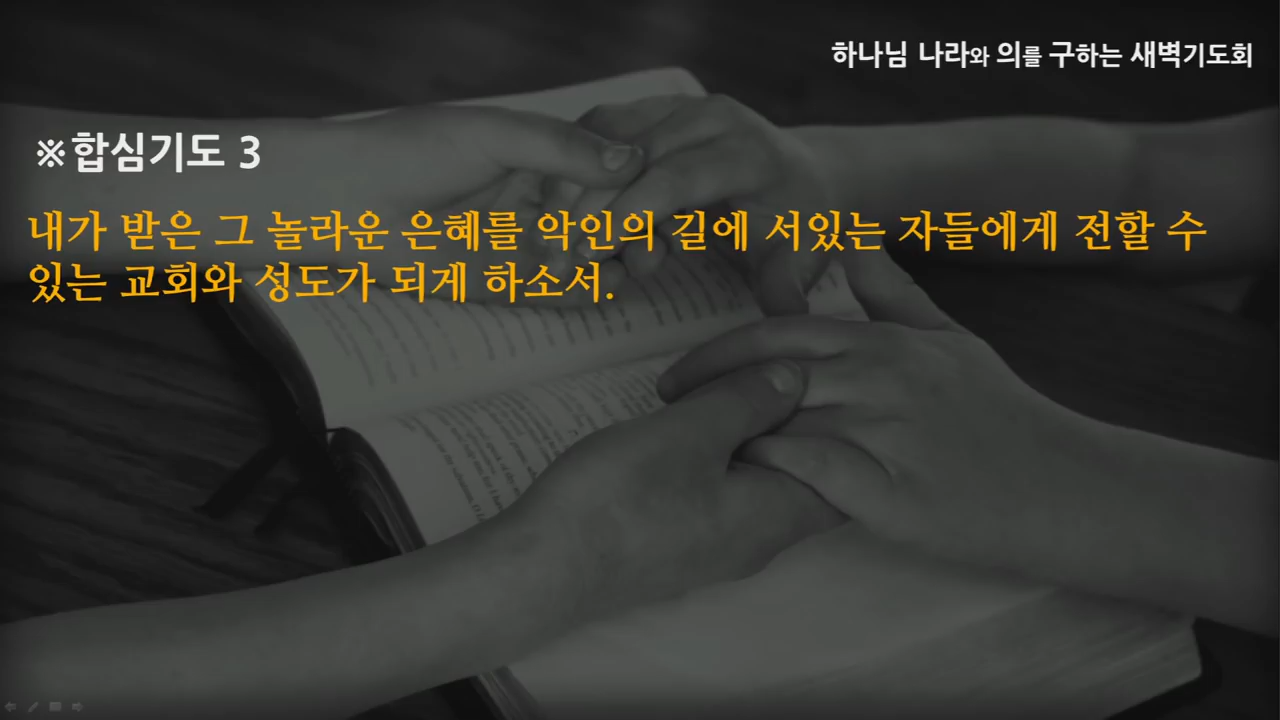 하나님 나라와 의를 구하는 새벽기도회
※합심기도 3
내가 받은 그 놀라운 은혜를 악인의 길에 서있는 자들에게 전할 수
있는 교회와 성도가 되게 하소서.